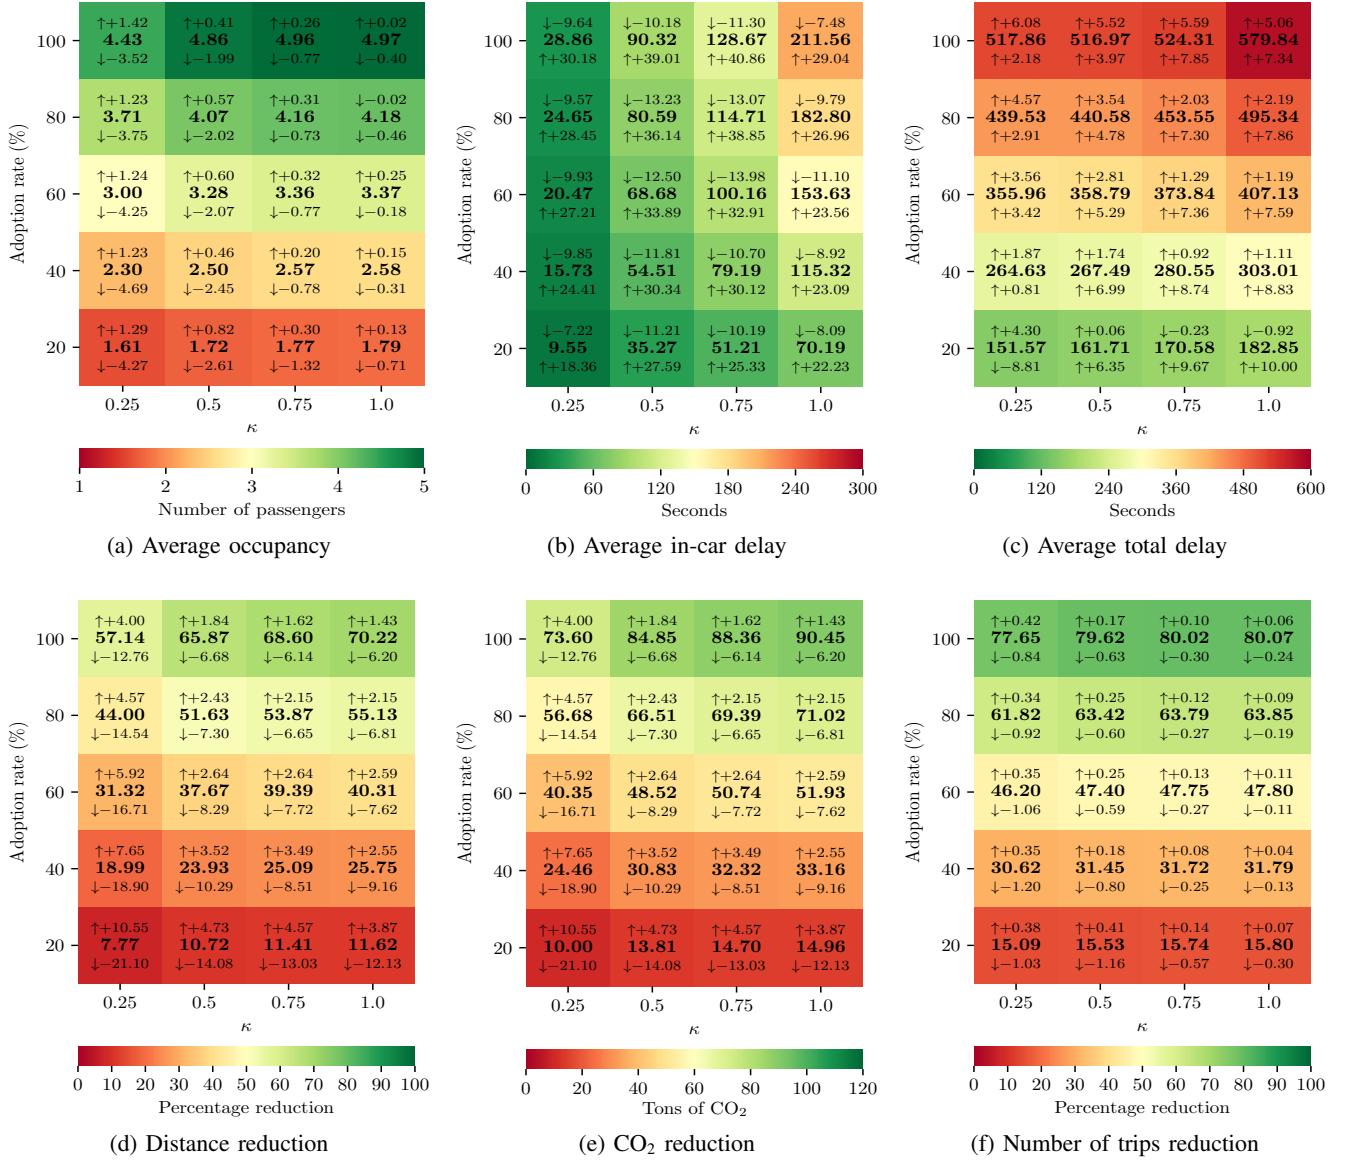 Adoption rate (%)
100
↑+1.42 ↑+0.41 ↑+0.26 ↑+0.02
4.43 4.86 4.96 4.97
↓−3.52 ↓−1.99 ↓−0.77 ↓−0.40
80
↑+1.23 ↑+0.57 ↑+0.31 ↓−0.02
3.71 4.07 4.16 4.18
↓−3.75 ↓−2.02 ↓−0.73 ↓−0.46
60
↑+1.24 ↑+0.60 ↑+0.32 ↑+0.25
3.00 3.28 3.36 3.37
↓−4.25 ↓−2.07 ↓−0.77 ↓−0.18
40
↑+1.23 ↑+0.46 ↑+0.20 ↑+0.15
2.30 2.50 2.57 2.58
↓−4.69 ↓−2.45 ↓−0.78 ↓−0.31
20
↑+1.29 ↑+0.82 ↑+0.30 ↑+0.13
1.61 1.72 1.77 1.79
↓−4.27 ↓−2.61 ↓−1.32 ↓−0.71
0.25 0.5 0.75 1.0
κ
1 2 3 4 5
Number of passengers
(a) Average occupancy
Adoption rate (%)
100
↓−9.64 ↓−10.18 ↓−11.30 ↓−7.48
28.86 90.32 128.67 211.56
↑+30.18 ↑+39.01 ↑+40.86 ↑+29.04
80
↓−9.57 ↓−13.23 ↓−13.07 ↓−9.79
24.65 80.59 114.71 182.80
↑+28.45 ↑+36.14 ↑+38.85 ↑+26.96
60
↓−9.93 ↓−12.50 ↓−13.98 ↓−11.10
20.47 68.68 100.16 153.63
↑+27.21 ↑+33.89 ↑+32.91 ↑+23.56
40
↓−9.85 ↓−11.81 ↓−10.70 ↓−8.92
15.73 54.51 79.19 115.32
↑+24.41 ↑+30.34 ↑+30.12 ↑+23.09
20
↓−7.22 ↓−11.21 ↓−10.19 ↓−8.09
9.55 35.27 51.21 70.19
↑+18.36 ↑+27.59 ↑+25.33 ↑+22.23
0.25 0.5 0.75 1.0
κ
0 60 120 180 240 300
Seconds
(b) Average in-car delay
Adoption rate (%)
100
↑+6.08 ↑+5.52 ↑+5.59 ↑+5.06
517.86 516.97 524.31 579.84
↑+2.18 ↑+3.97 ↑+7.85 ↑+7.34
80
↑+4.57 ↑+3.54 ↑+2.03 ↑+2.19
439.53 440.58 453.55 495.34
↑+2.91 ↑+4.78 ↑+7.30 ↑+7.86
60
↑+3.56 ↑+2.81 ↑+1.29 ↑+1.19
355.96 358.79 373.84 407.13
↑+3.42 ↑+5.29 ↑+7.36 ↑+7.59
40
↑+1.87 ↑+1.74 ↑+0.92 ↑+1.11
264.63 267.49 280.55 303.01
↑+0.81 ↑+6.99 ↑+8.74 ↑+8.83
20
↑+4.30 ↑+0.06 ↓−0.23 ↓−0.92
151.57 161.71 170.58 182.85
↓−8.81 ↑+6.35 ↑+9.67 ↑+10.00
0.25 0.5 0.75 1.0
κ
0 120 240 360 480 600
Seconds
(c) Average total delay
Adoption rate (%)
100
↑+4.00 ↑+1.84 ↑+1.62 ↑+1.43
57.14 65.87 68.60 70.22
↓−12.76 ↓−6.68 ↓−6.14 ↓−6.20
80
↑+4.57 ↑+2.43 ↑+2.15 ↑+2.15
44.00 51.63 53.87 55.13
↓−14.54 ↓−7.30 ↓−6.65 ↓−6.81
60
↑+5.92 ↑+2.64 ↑+2.64 ↑+2.59
31.32 37.67 39.39 40.31
↓−16.71 ↓−8.29 ↓−7.72 ↓−7.62
40
↑+7.65 ↑+3.52 ↑+3.49 ↑+2.55
18.99 23.93 25.09 25.75
↓−18.90 ↓−10.29 ↓−8.51 ↓−9.16
20
↑+10.55 ↑+4.73 ↑+4.57 ↑+3.87
7.77 10.72 11.41 11.62
↓−21.10 ↓−14.08 ↓−13.03 ↓−12.13
0.25 0.5 0.75 1.0
κ
0 10 20 30 40 50 60 70 80 90 100
Percentage reduction
(d) Distance reduction
Adoption rate (%)
100
↑+4.00 ↑+1.84 ↑+1.62 ↑+1.43
73.60 84.85 88.36 90.45
↓−12.76 ↓−6.68 ↓−6.14 ↓−6.20
80
↑+4.57 ↑+2.43 ↑+2.15 ↑+2.15
56.68 66.51 69.39 71.02
↓−14.54 ↓−7.30 ↓−6.65 ↓−6.81
60
↑+5.92 ↑+2.64 ↑+2.64 ↑+2.59
40.35 48.52 50.74 51.93
↓−16.71 ↓−8.29 ↓−7.72 ↓−7.62
40
↑+7.65 ↑+3.52 ↑+3.49 ↑+2.55
24.46 30.83 32.32 33.16
↓−18.90 ↓−10.29 ↓−8.51 ↓−9.16
20
↑+10.55 ↑+4.73 ↑+4.57 ↑+3.87
10.00 13.81 14.70 14.96
↓−21.10 ↓−14.08 ↓−13.03 ↓−12.13
0.25 0.5 0.75 1.0
κ
0 20 40 60 80 100 120
Tons of CO₂
(e) CO₂ reduction
Adoption rate (%)
100
↑+0.42 ↑+0.17 ↑+0.10 ↑+0.06
77.65 79.62 80.02 80.07
↓−0.84 ↓−0.63 ↓−0.30 ↓−0.24
80
↑+0.34 ↑+0.25 ↑+0.12 ↑+0.09
61.82 63.42 63.79 63.85
↓−0.92 ↓−0.60 ↓−0.27 ↓−0.19
60
↑+0.35 ↑+0.25 ↑+0.13 ↑+0.11
46.20 47.40 47.75 47.80
↓−1.06 ↓−0.59 ↓−0.27 ↓−0.11
40
↑+0.35 ↑+0.18 ↑+0.08 ↑+0.04
30.62 31.45 31.72 31.79
↓−1.20 ↓−0.80 ↓−0.25 ↓−0.13
20
↑+0.38 ↑+0.41 ↑+0.14 ↑+0.07
15.09 15.53 15.74 15.80
↓−1.03 ↓−1.16 ↓−0.57 ↓−0.30
0.25 0.5 0.75 1.0
κ
0 10 20 30 40 50 60 70 80 90 100
Percentage reduction
(f) Number of trips reduction